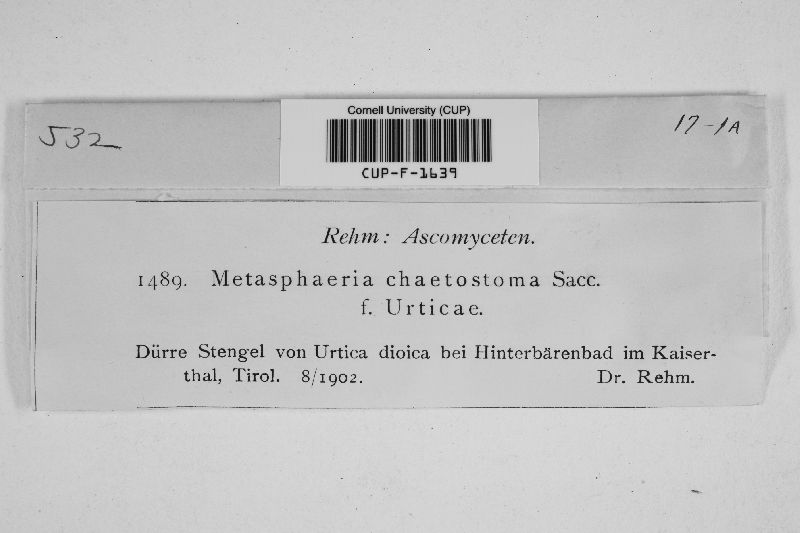 Cornell University (CUP)
532
17-1A
CUP-F-1639
Rehm: Ascomyceten.
1489. Metasphaeria chaetostoma Sacc.
f. Urticae.
Dürre Stengel von Urtica dioica bei Hinterbärenbad im Kaiser-
thal, Tirol. 8/1902. Dr. Rehm.